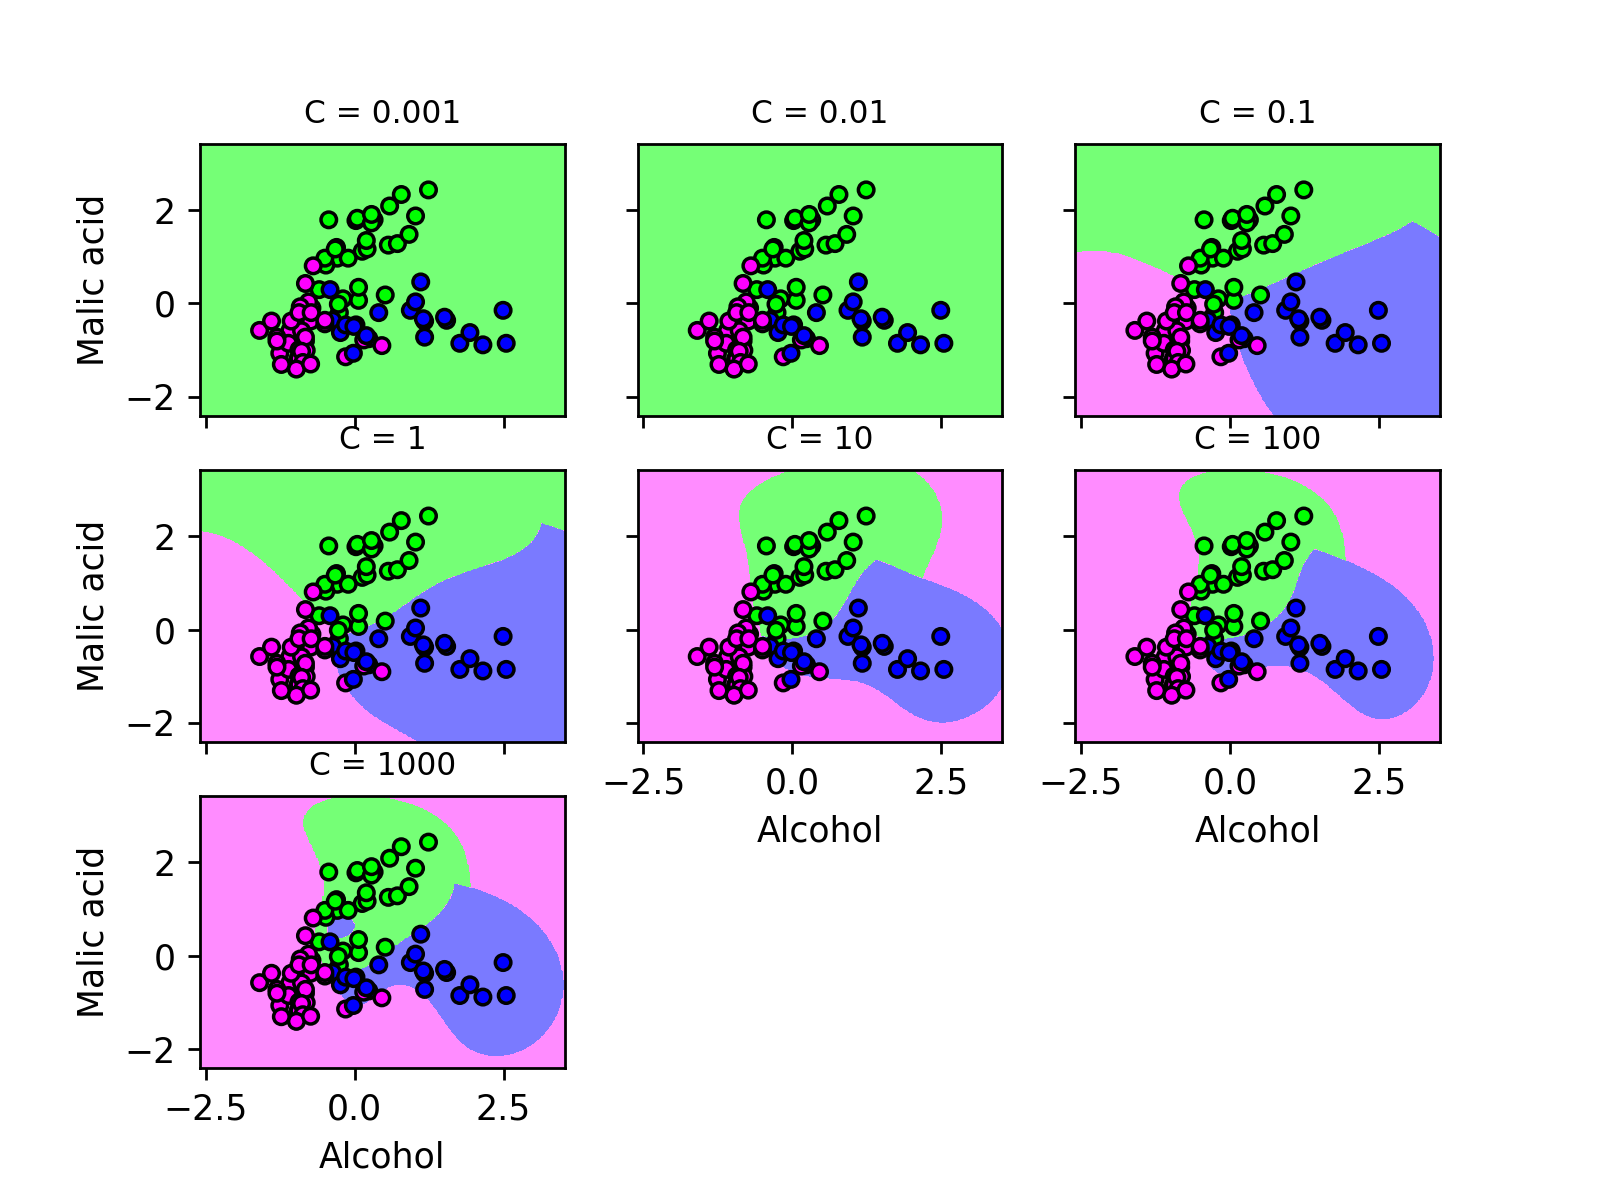 C = 0.001
C = 0.01
C = 0.1
Malic acid
2
0
−2
C = 1
C = 10
C = 100
Malic acid
2
0
−2
−2.5 0.0 2.5
Alcohol
−2.5 0.0 2.5
Alcohol
C = 1000
Malic acid
2
0
−2
−2.5 0.0 2.5
Alcohol